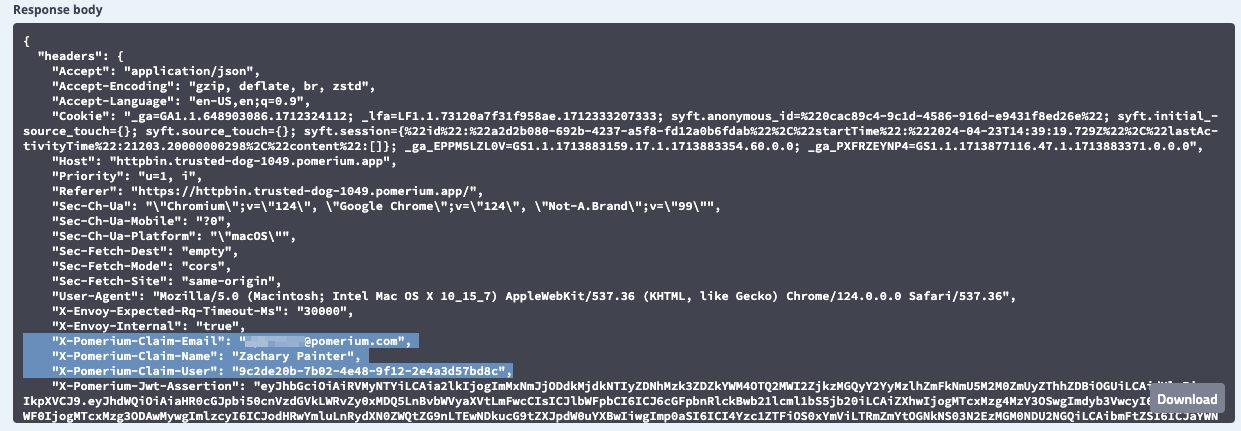 Response body
{
"headers": {
"Accept": "application/json",
"Accept-Encoding": "gzip, deflate, br, zstd",
"Accept-Language": "en-US,en;q=0.9",
"Cookie": "_ga=GA1.1.648903086.1712324112; _lfa=LF1.1.73120a7f31f958ae.1712333207333; syft.anonymous_id=%220cac89c4-9c1d-4586-916d-e9431f8ed26e%22; syft.initial_-
source_touch={}; syft.source_touch={}; syft.session={%22id%22:%22a2d2b080-692b-4237-a5f8-fd12a0b6fdab%22%2C%22startTime%22:%222024-04-23T14:39:19.729Z%22%2C%22lastAc-
tivityTime%22:21203.20000000298%2C%22content%22:[]}; _ga_EPPM5LZL0V=GS1.1.1713883159.17.1.1713883354.60.0.0; _ga_PXFRZEYNP4=GS1.1.1713877116.47.1.1713883371.0.0.0",
"Host": "httpbin.trusted-dog-1049.pomerium.app",
"Priority": "u=1, i",
"Referer": "https://httpbin.trusted-dog-1049.pomerium.app/",
"Sec-Ch-Ua": "\"Chromium\";v=\"124\", \"Google Chrome\";v=\"124\", \"Not-A.Brand\";v=\"99\"",
"Sec-Ch-Ua-Mobile": "?0",
"Sec-Ch-Ua-Platform": "\"macOS\"",
"Sec-Fetch-Dest": "empty",
"Sec-Fetch-Mode": "cors",
"Sec-Fetch-Site": "same-origin",
"User-Agent": "Mozilla/5.0 (Macintosh; Intel Mac OS X 10_15_7) AppleWebKit/537.36 (KHTML, like Gecko) Chrome/124.0.0.0 Safari/537.36",
"X-Envoy-Expected-Rq-Timeout-Ms": "30000",
"X-Envoy-Internal": "true",
"X-Pomerium-Claim-Email": "@pomerium.com",
"X-Pomerium-Claim-Name": "Zachary Painter",
"X-Pomerium-Claim-User": "9c2de20b-7b02-4e48-9f12-2e4a3d57bd8c",
"X-Pomerium-Jwt-Assertion":
Download